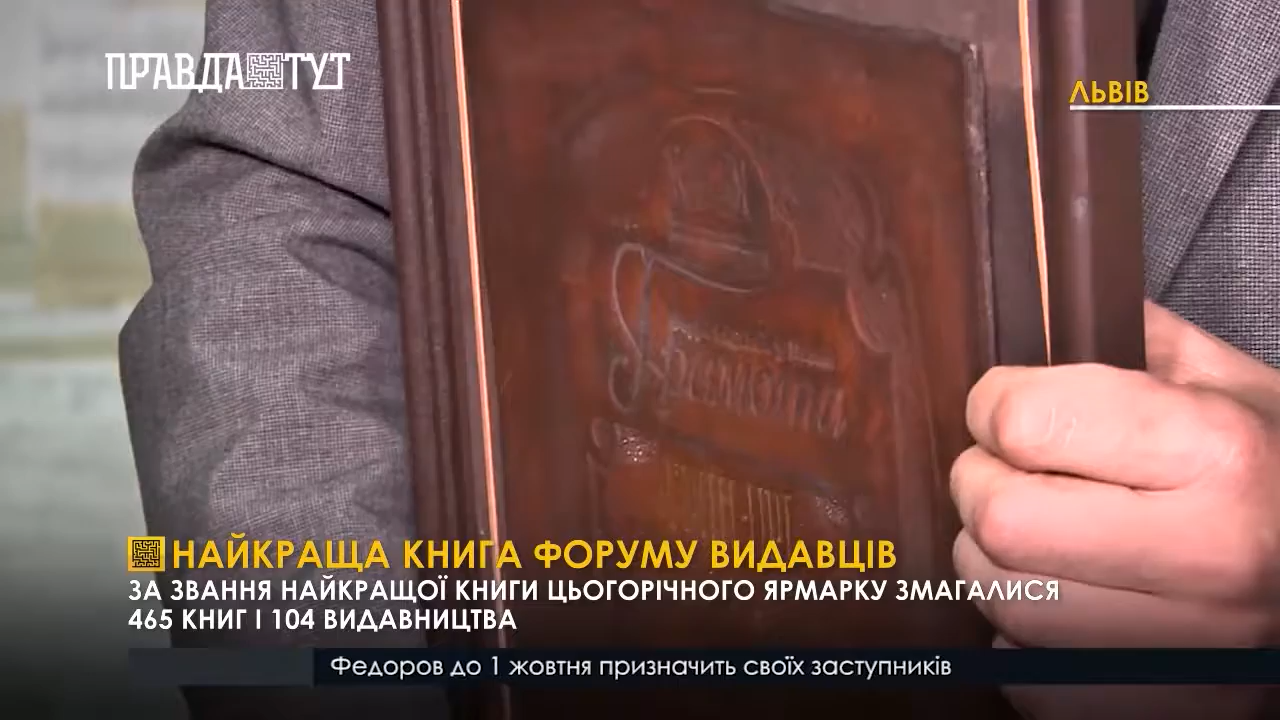 ПРАВДА ТУТ
ЛЬВІВ
Грамота
НАЙКРАЩА КНИГА ФОРУМУ ВИДАВЦІВ
ЗА ЗВАННЯ НАЙКРАЩОЇ КНИГИ ЦЬОГОРІЧНОГО ЯРМАРКУ ЗМАГАЛИСЯ
465 КНИГ І 104 ВИДАВНИЦТВА
Федоров до 1 жовтня призначить своїх заступників